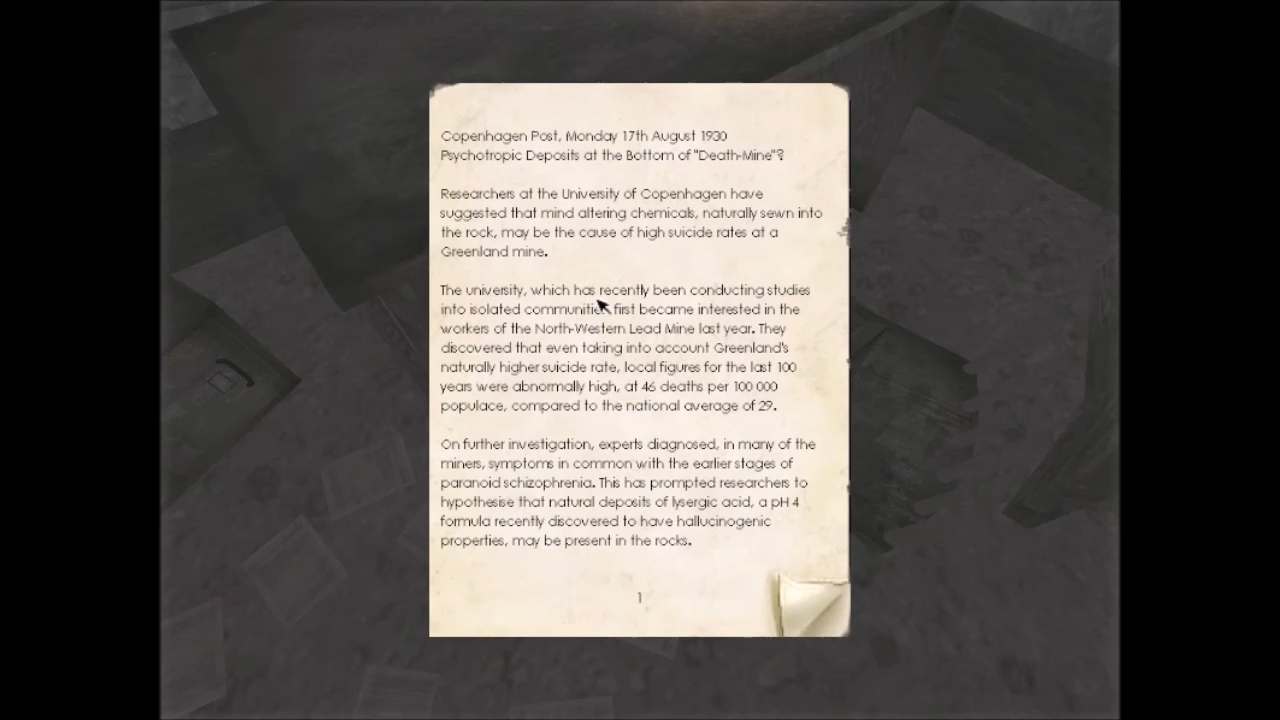 Copenhagen Post, Monday 17th August 1930
Psychotropic Deposits at the Bottom of "Death-Mine"?
Researchers at the University of Copenhagen have
suggested that mind altering chemicals, naturally sewn into
the rock, may be the cause of high suicide rates at a
Greenland mine.
The university, which has recently been conducting studies
into isolated communities first became interested in the
workers of the North-Western Lead Mine last year. They
discovered that even taking into account Greenland's
naturally higher suicide rate, local figures for the last 100
years were abnormally high, at 46 deaths per 100 000
populace, compared to the national average of 29.
On further investigation, experts diagnosed, in many of the
miners, symptoms in common with the earlier stages of
paranoid schizophrenia. This has prompted researchers to
hypothesise that natural deposits of lysergic acid, a pH 4
formula recently discovered to have hallucinogenic
properties, may be present in the rocks.
1